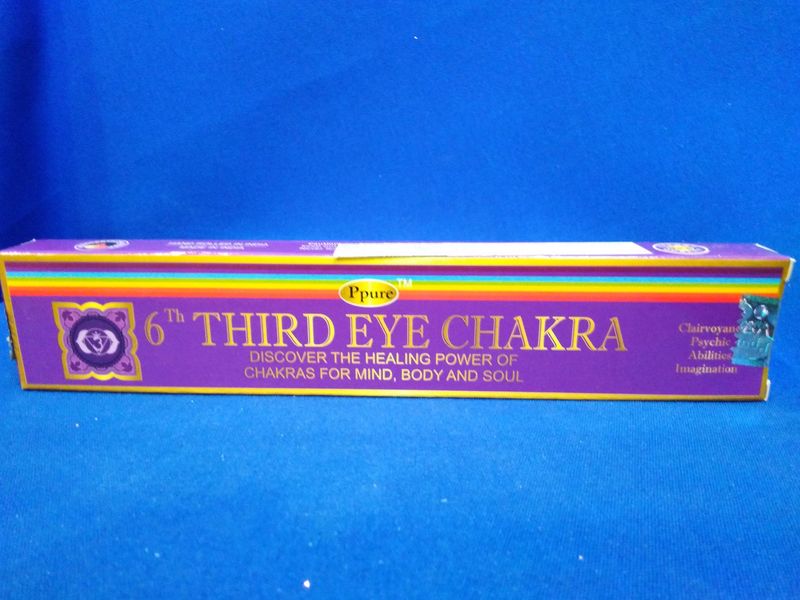 Ppure™
6Th THIRD EYE CHAKRA
DISCOVER THE HEALING POWER OF
CHAKRAS FOR MIND, BODY AND SOUL
Psychic
Abilities
Imagination